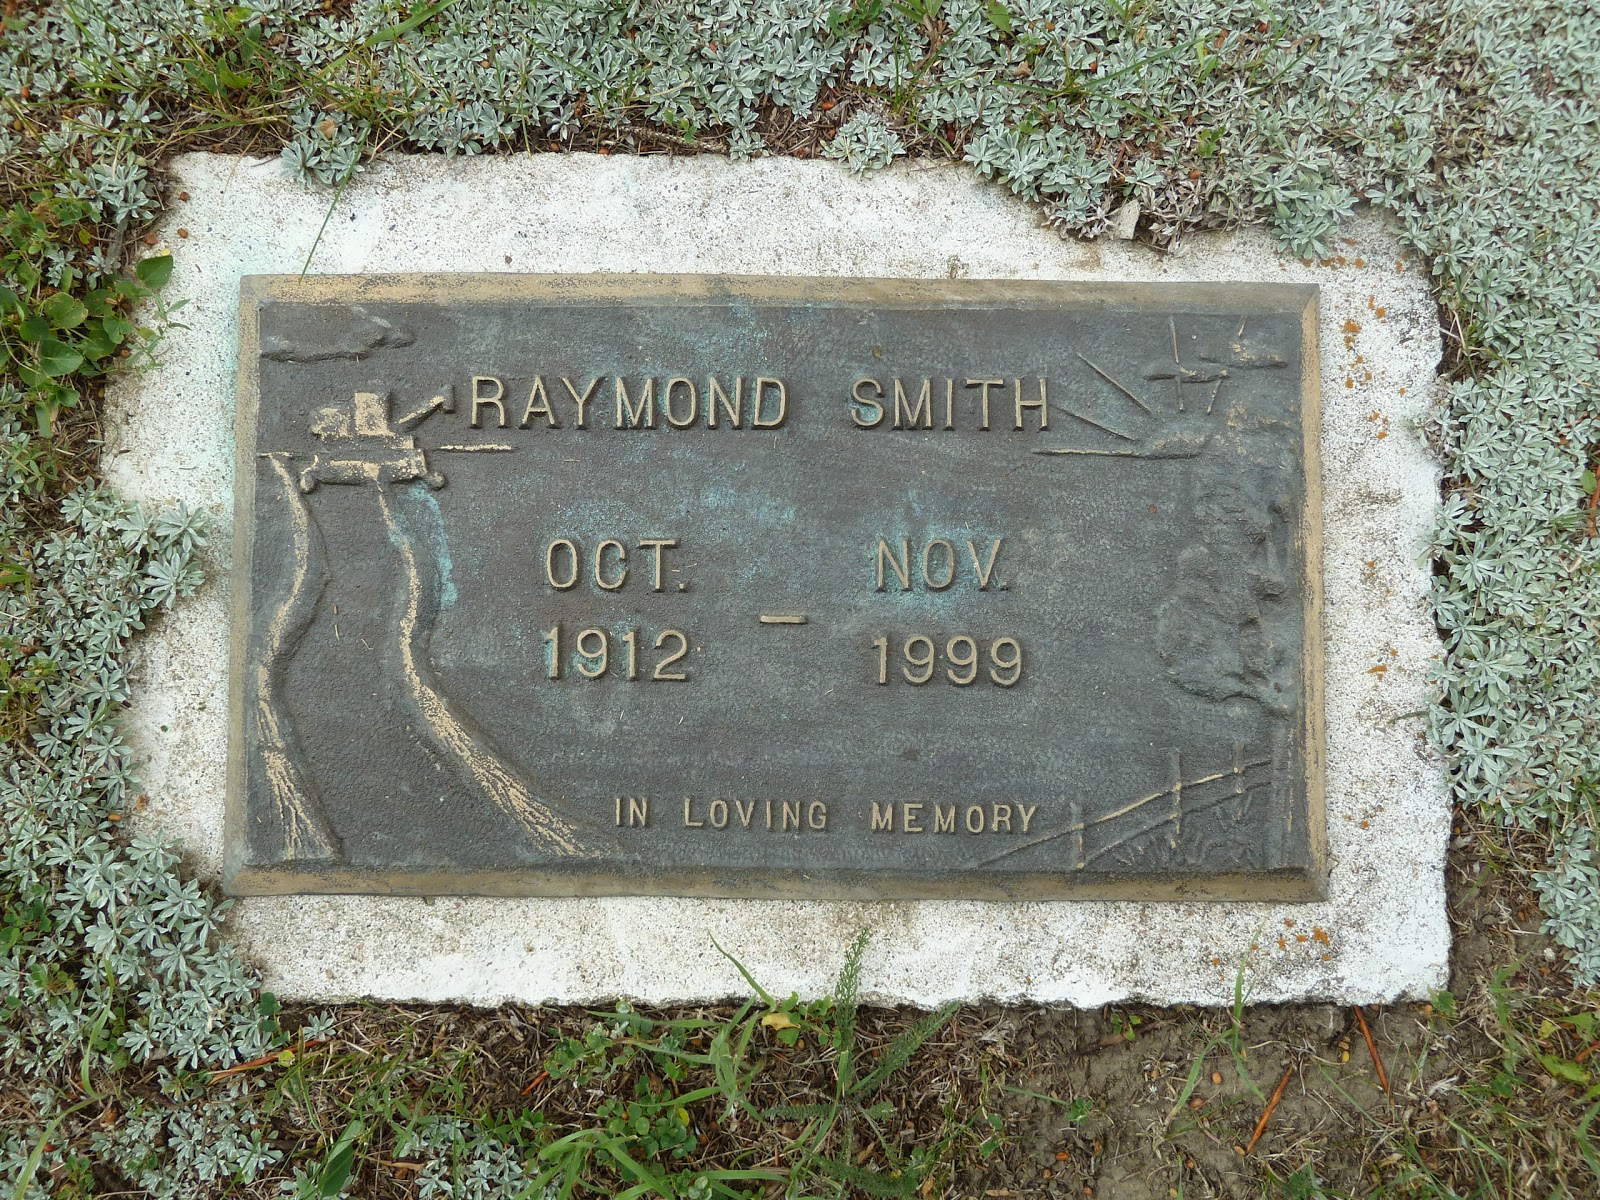 RAYMOND SMITH
OCT. NOV.
1912 – 1999
IN LOVING MEMORY